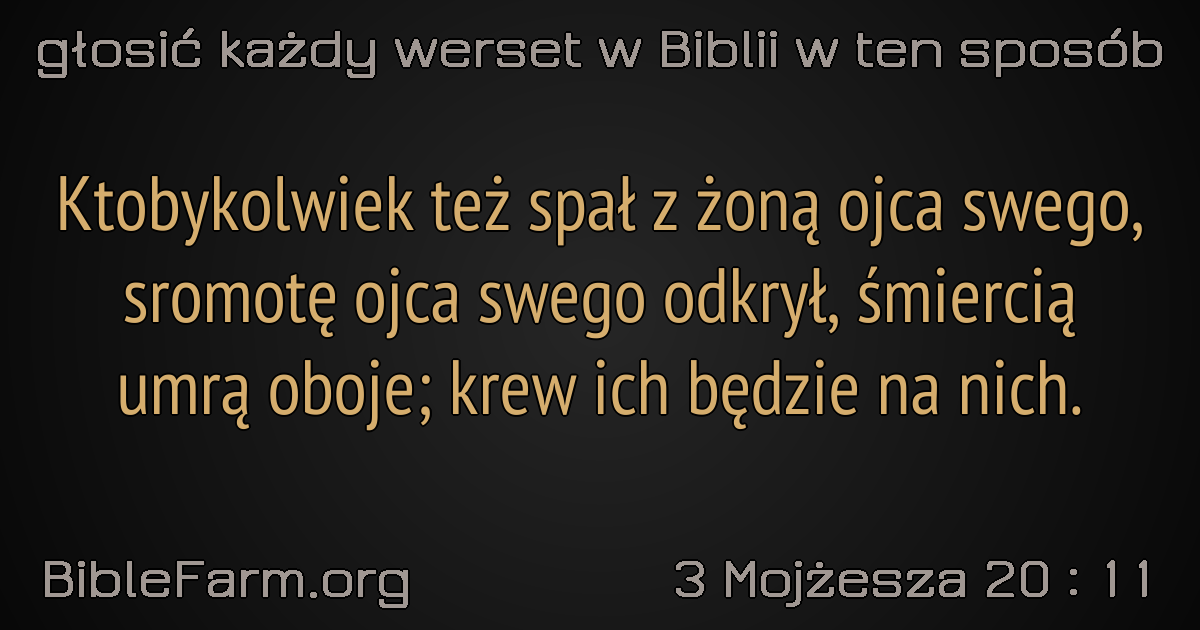 głosić każdy werset w Biblii w ten sposób
Ktobykolwiek też spał z żoną ojca swego,
sromotę ojca swego odkrył, śmiercią
umrą oboje; krew ich będzie na nich.
BibleFarm.org
3 Mojżesza 20 : 11